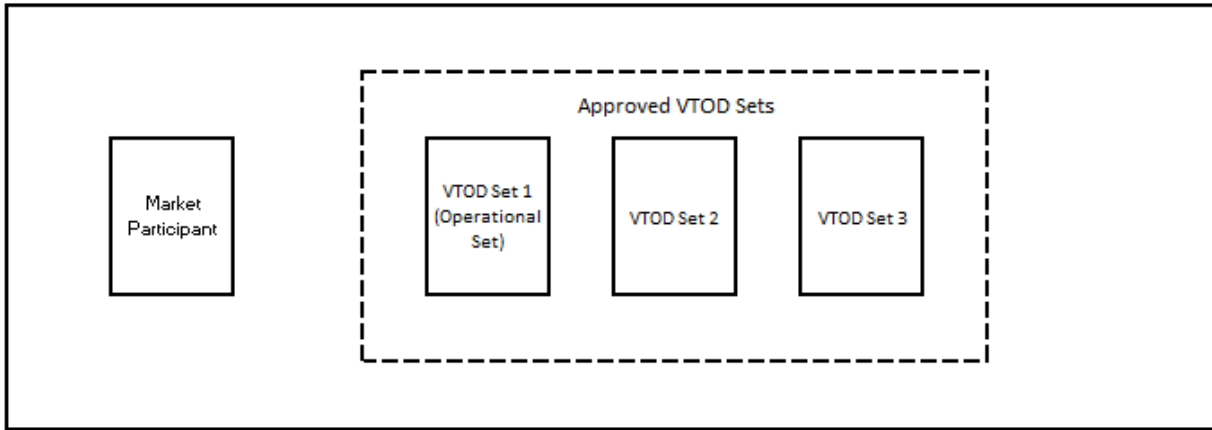 Approved VTOD Sets
Market
Participant
VTOD Set 1
(Operational
Set)
VTOD Set 2
VTOD Set 3